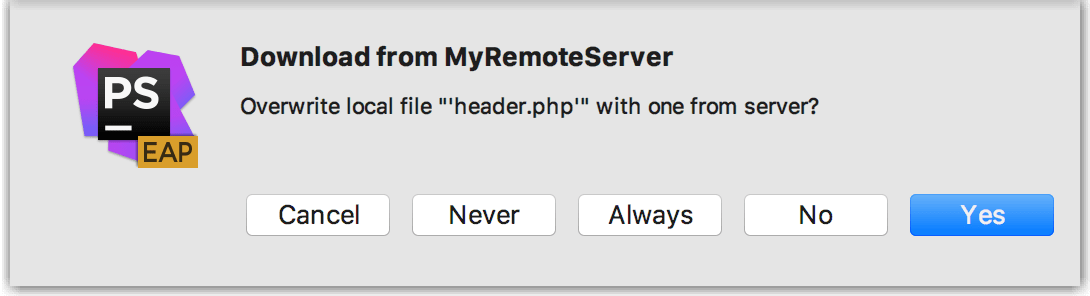 PS
EAP
Download from MyRemoteServer
Overwrite local file "'header.php'" with one from server?
Cancel
Never
Always
No
Yes